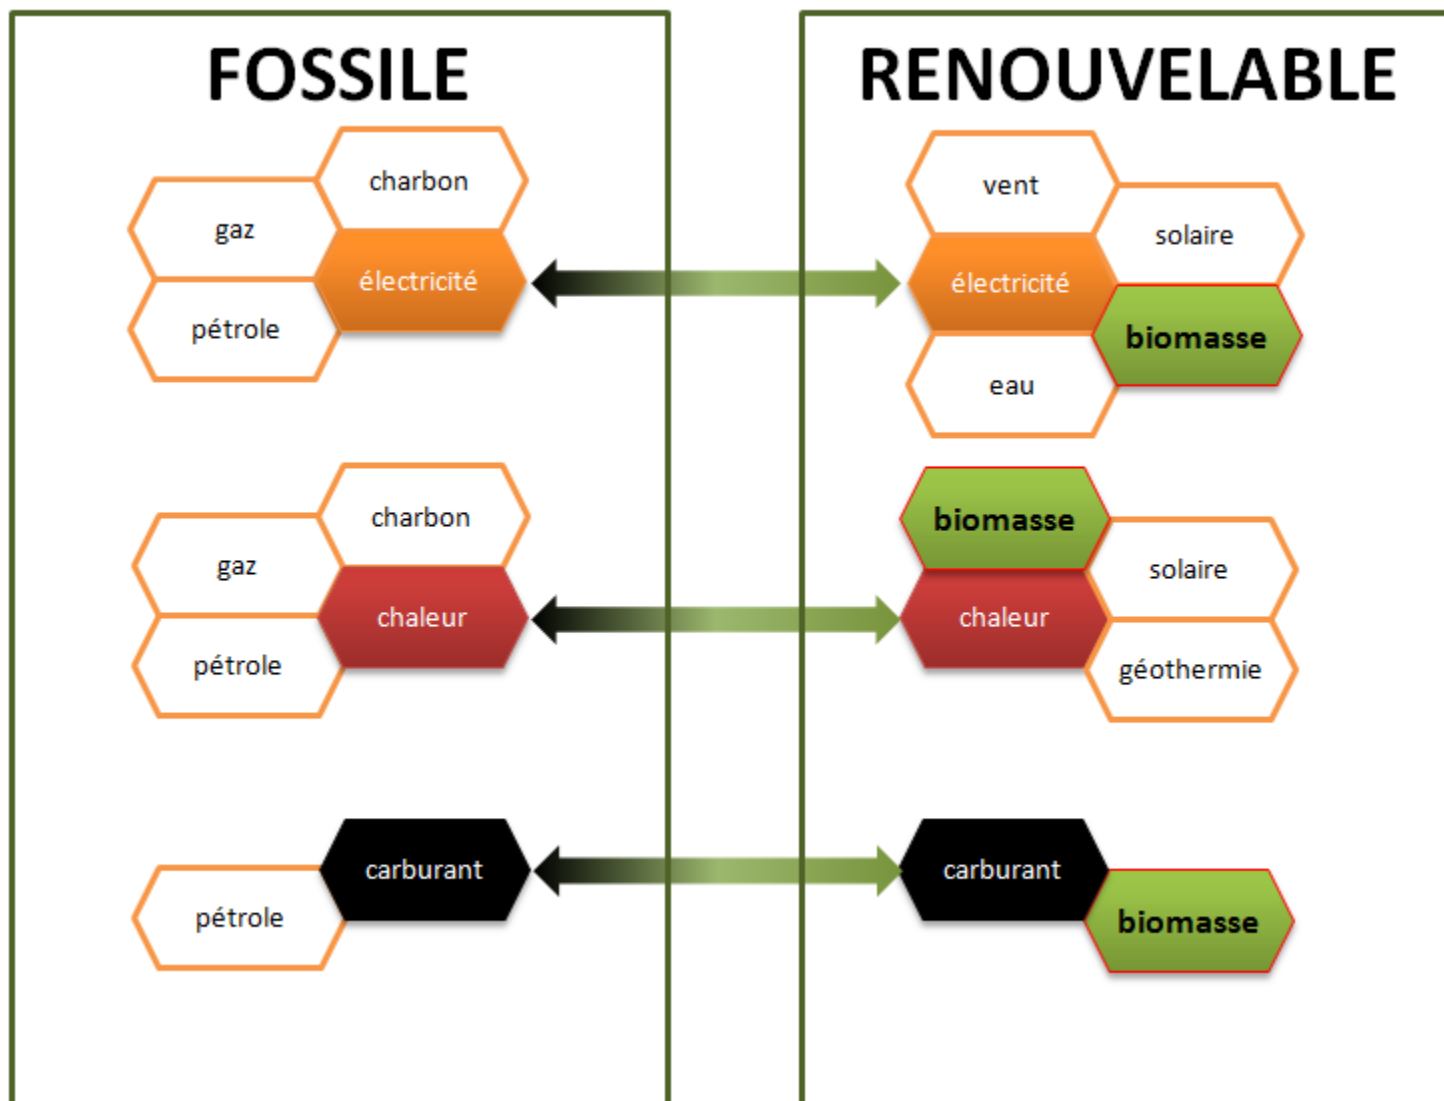 FOSSILE
charbon
gaz
électricité
pétrole
charbon
gaz
chaleur
pétrole
carburant
pétrole
RENOUVELABLE
vent
solaire
électricité
biomasse
eau
biomasse
solaire
chaleur
géothermie
carburant
biomasse